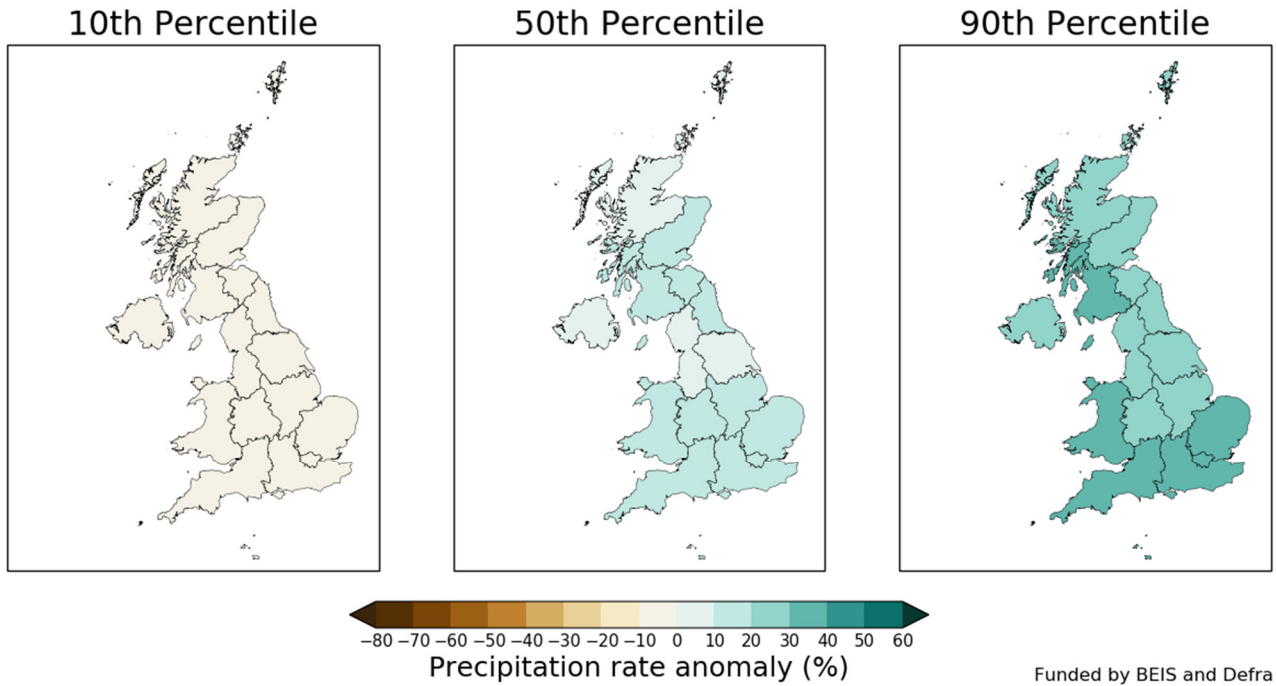 10th Percentile 50th Percentile 90th Percentile
−80 −70 −60 −50 −40 −30 −20 −10 0 10 20 30 40 50 60
Precipitation rate anomaly (%)
Funded by BEIS and Defra